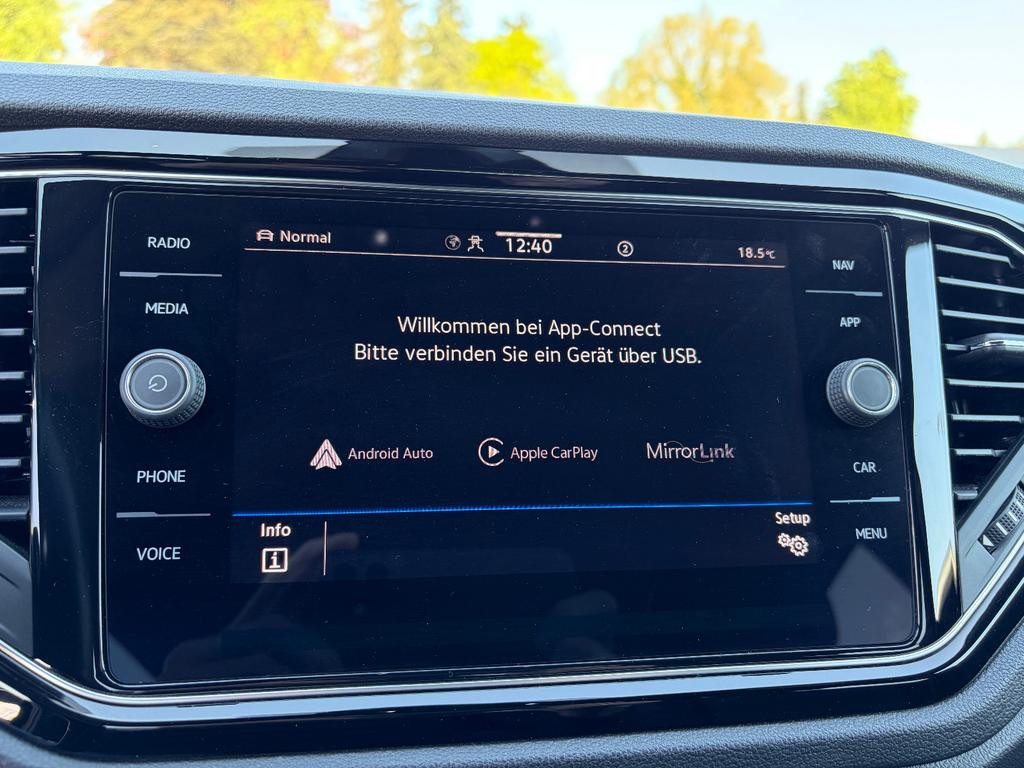 RADIO
MEDIA
PHONE
VOICE
Normal
12:40
2
18.5°C
Willkommen bei App-Connect
Bitte verbinden Sie ein Gerät über USB.
Android Auto
Apple CarPlay
MirrorLink
Info
i
Setup
NAV
APP
CAR
MENU